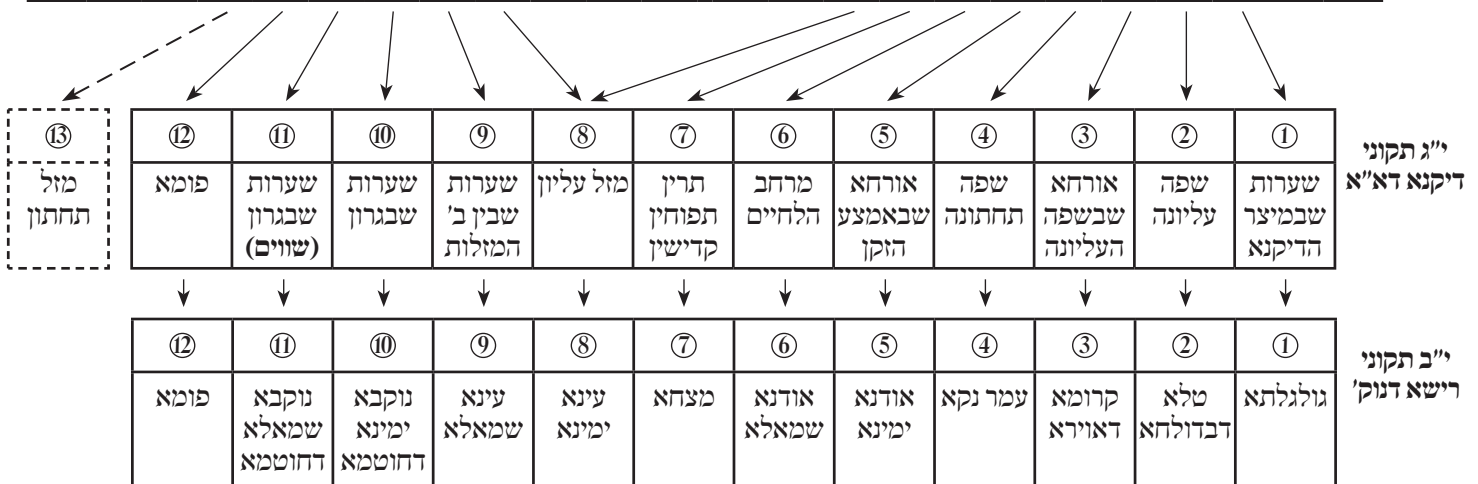 י״ג תקוני דיקנא דא״א
① ② ③ ④ ⑤ ⑥ ⑦ ⑧ ⑨ ⑩ ⑪ ⑫ ⑬
שערות שבמיצר הדיקנא
שפה עליונה
אורחא שבשפה העליונה
שפה תחתונה
אורחא שבאמצע הזקן
מרחב הלחיים
תרין תפוחין קדישין
מזל עליון
שערות שבין ב' המזלות
שערות שבגרון
שערות שבגרון (שווים)
פומא
מזל תחתון
י״ב תקוני רישא דנוק'
① ② ③ ④ ⑤ ⑥ ⑦ ⑧ ⑨ ⑩ ⑪ ⑫
גולגלתא
טלא דבדולחא
קרומא דאוירא
עמר נקא
אודנא ימינא
אודנא שמאלא
מצחא
עינא ימינא
עינא שמאלא
נוקבא ימינא דחוטמא
נוקבא שמאלא דחוטמא
פומא